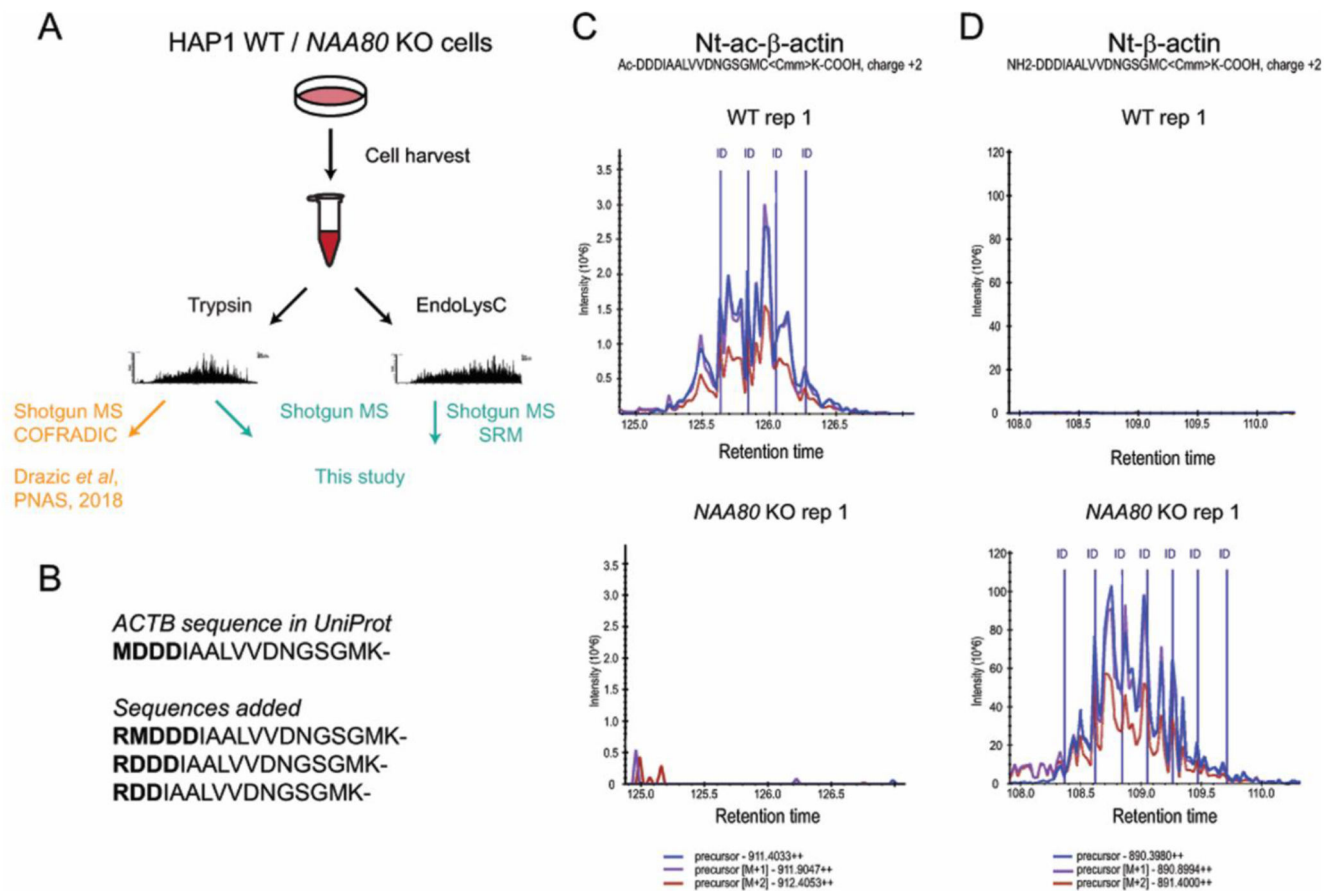 A
HAP1 WT / NAA80 KO cells
Cell harvest
Trypsin
EndoLysC
Shotgun MS
COFRADIC
Shotgun MS
Shotgun MS
SRM
Drazic et al,
PNAS, 2018
This study
B
ACTB sequence in UniProt
MDDDIAALVVDNGSGMK-
Sequences added
RMDDDIAALVVDNGSGMK-
RDDDIAALVVDNGSGMK-
RDDIAALVVDNGSGMK-
C
Nt-ac-β-actin
Ac-DDDIAALVVDNGSGMC<Cmm>K-COOH, charge +2
WT rep 1
ID ID ID ID
3.5
3.0
2.5
2.0
1.5
1.0
0.5
Intensity (10^6)
125.0 125.5 126.0 126.5
Retention time
NAA80 KO rep 1
3.5
3.0
2.5
2.0
1.5
1.0
0.5
0
Intensity (10^6)
125.0 125.5 126.0 126.5
Retention time
precursor - 911.4033++
precursor [M+1] - 911.9047++
precursor [M+2] - 912.4053++
D
Nt-β-actin
NH2-DDDIAALVVDNGSGMC<Cmm>K-COOH, charge +2
WT rep 1
120
100
80
60
40
20
0
Intensity (10^6)
108.0 108.5 109.0 109.5 110.0
Retention time
NAA80 KO rep 1
ID ID ID ID ID ID ID
120
100
80
60
40
20
0
Intensity (10^6)
108.0 108.5 109.0 109.5 110.0
Retention time
precursor - 890.3980++
precursor [M+1] - 890.8994++
precursor [M+2] - 891.4000++